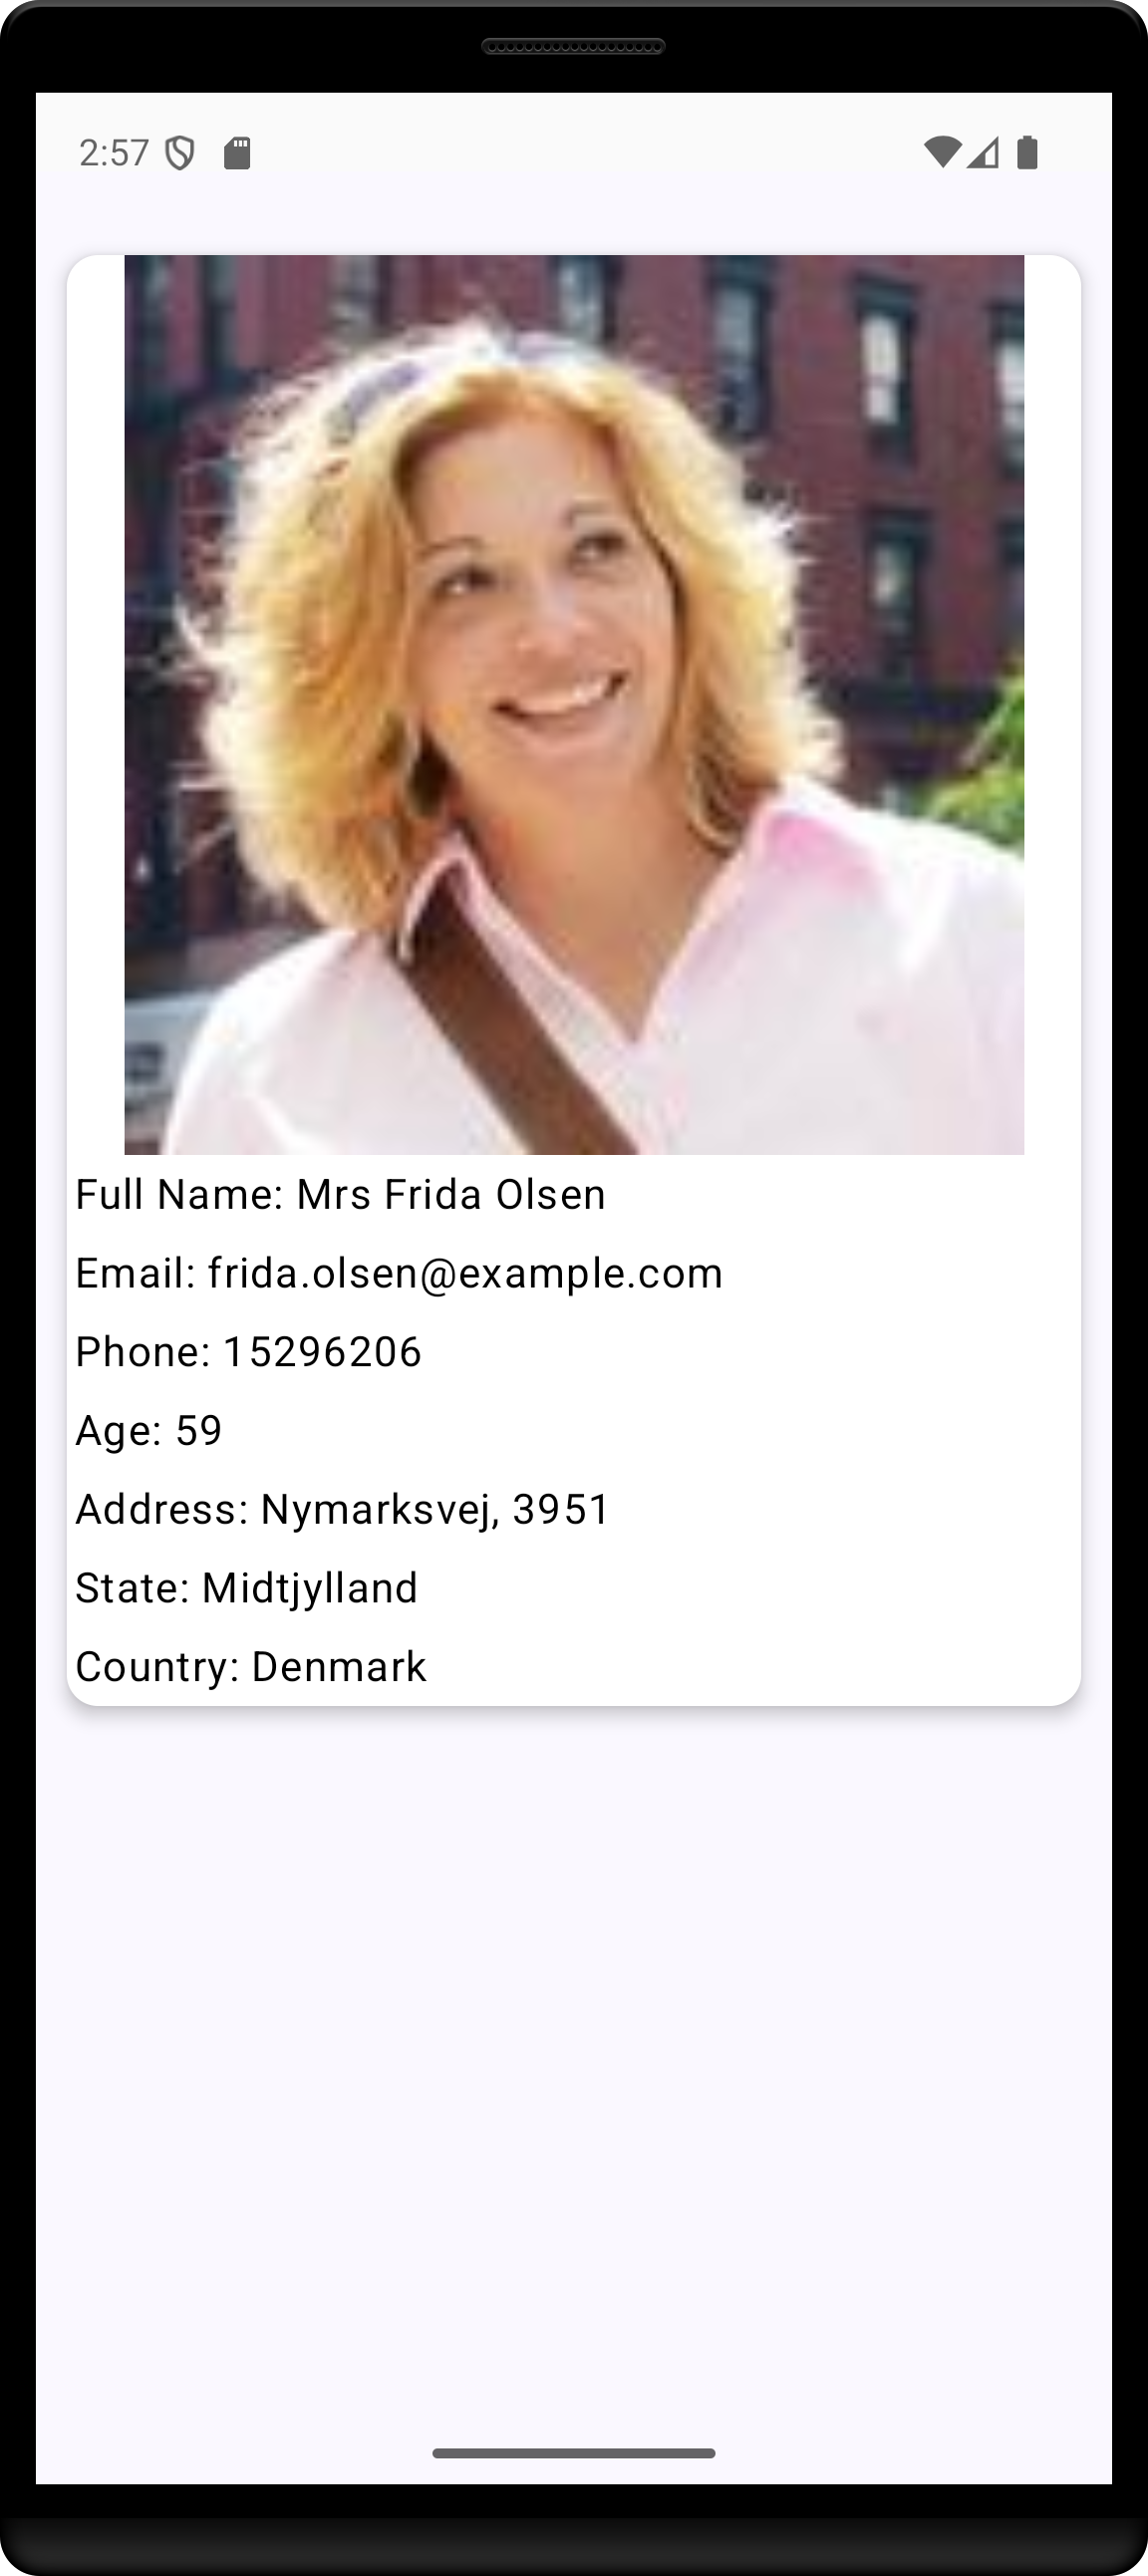 2:57
Full Name: Mrs Frida Olsen
Email: frida.olsen@example.com
Phone: 15296206
Age: 59
Address: Nymarksvej, 3951
State: Midtjylland
Country: Denmark